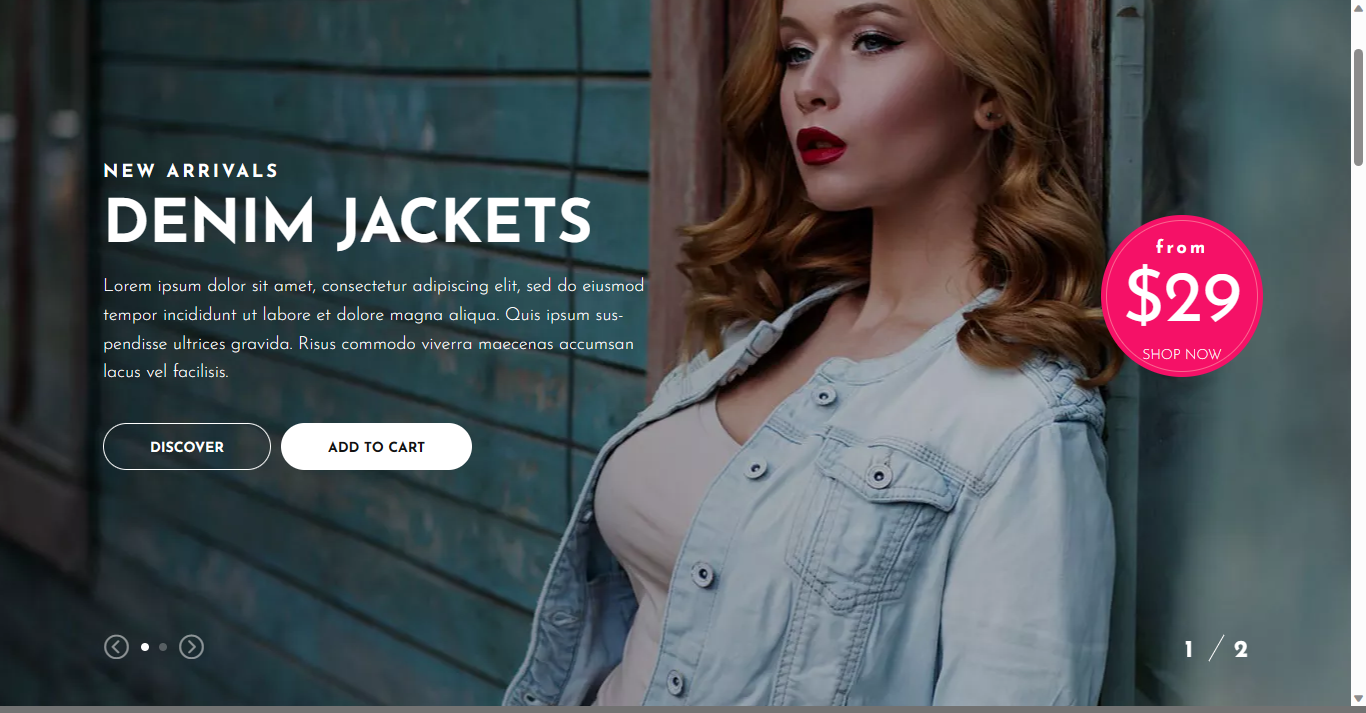 NEW ARRIVALS
DENIM JACKETS
Lorem ipsum dolor sit amet, consectetur adipiscing elit, sed do eiusmod
tempor incididunt ut labore et dolore magna aliqua. Quis ipsum sus-
pendisse ultrices gravida. Risus commodo viverra maecenas accumsan
lacus vel facilisis.
DISCOVER
ADD TO CART
from
$29
SHOP NOW
1 / 2